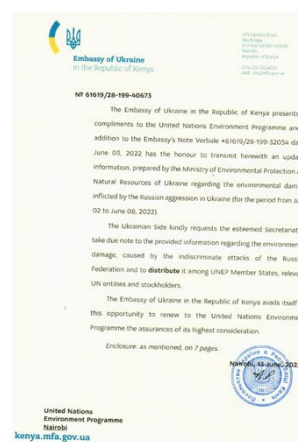 Embassy of Ukraine
in the Republic of Kenya
Nº 61619/28-199-40673
The Embassy of Ukraine in the Republic of Kenya presents
compliments to the United Nations Environment Programme and
addition to the Embassy's Note Verbale #61619/28-199-32054 da
June 03, 2022 has the honour to transmit herewith an upda
information, prepared by the Ministry of Environmental Protection a
Natural Resources of Ukraine regarding the environmental dam
inflicted by the Russian aggression in Ukraine (for the period from Ju
02 to June 08, 2022).
The Ukrainian Side kindly requests the esteemed Secretariat
take due note to the provided information regarding the environmen
damage, caused by the indiscriminate attacks of the Russi
Federation and to distribute it among UNEP Member States, releva
UN entities and stockholders.
The Embassy of Ukraine in the Republic of Kenya avails itself
this opportunity to renew to the United Nations Environme
Programme the assurances of its highest consideration.
Enclosure: as mentioned, on 7 pages.
Nairobi, 13 June, 202
United Nations
Environment Programme
Nairobi
kenya.mfa.gov.ua